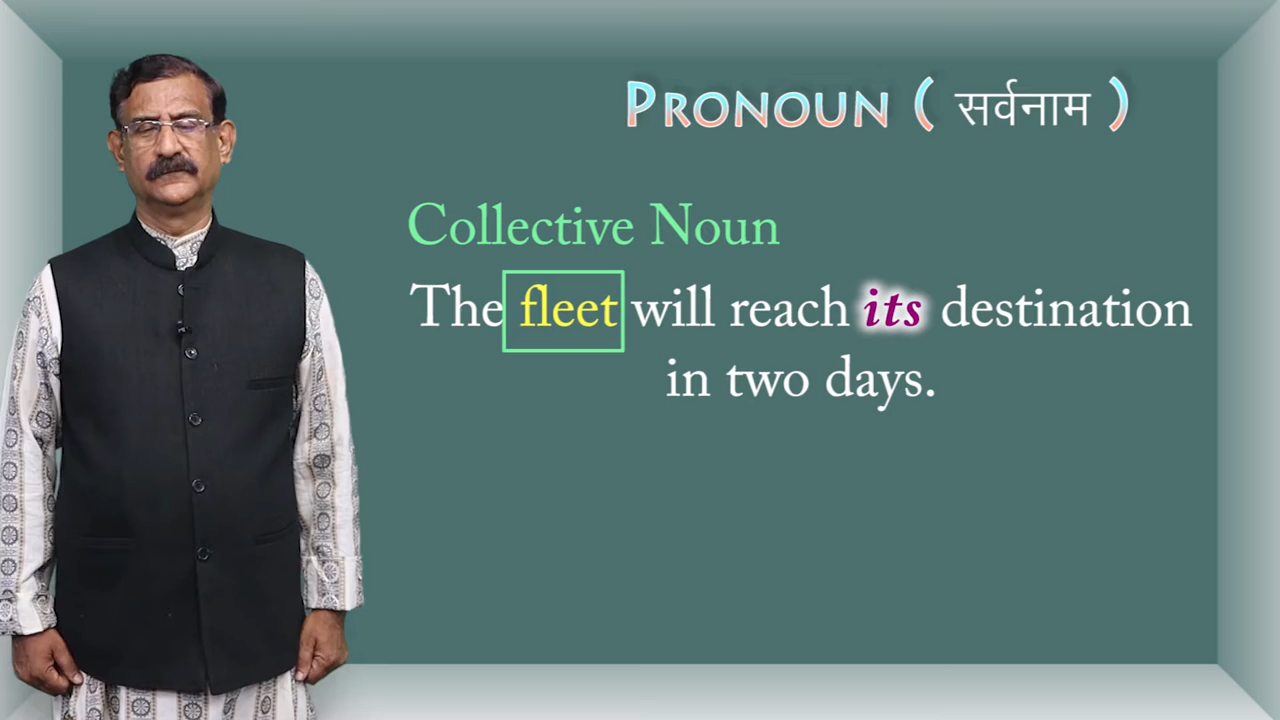 PRONOUN ( सर्वनाम )
Collective Noun
The fleet will reach its destination
in two days.